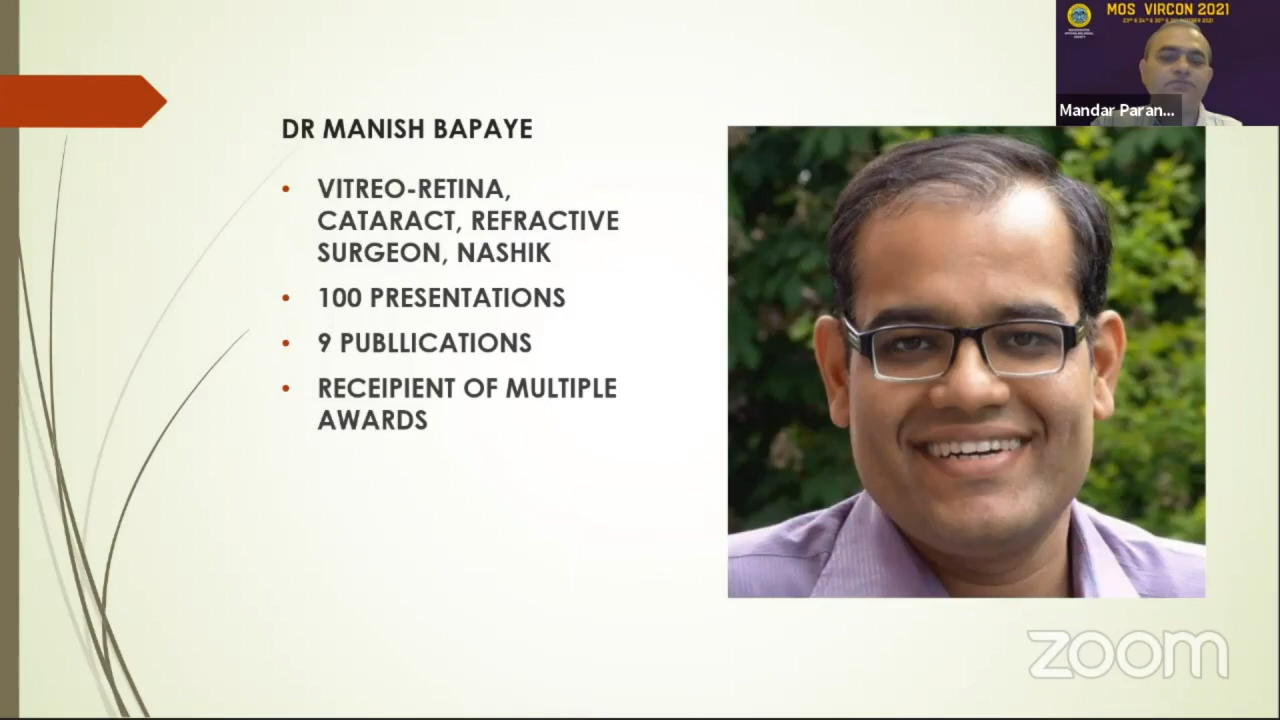 MOS VIRCON 2021
Mandar Paran...
DR MANISH BAPAYE
• VITREO-RETINA,
CATARACT, REFRACTIVE
SURGEON, NASHIK
• 100 PRESENTATIONS
• 9 PUBLLICATIONS
• RECEIPIENT OF MULTIPLE
AWARDS
zoom